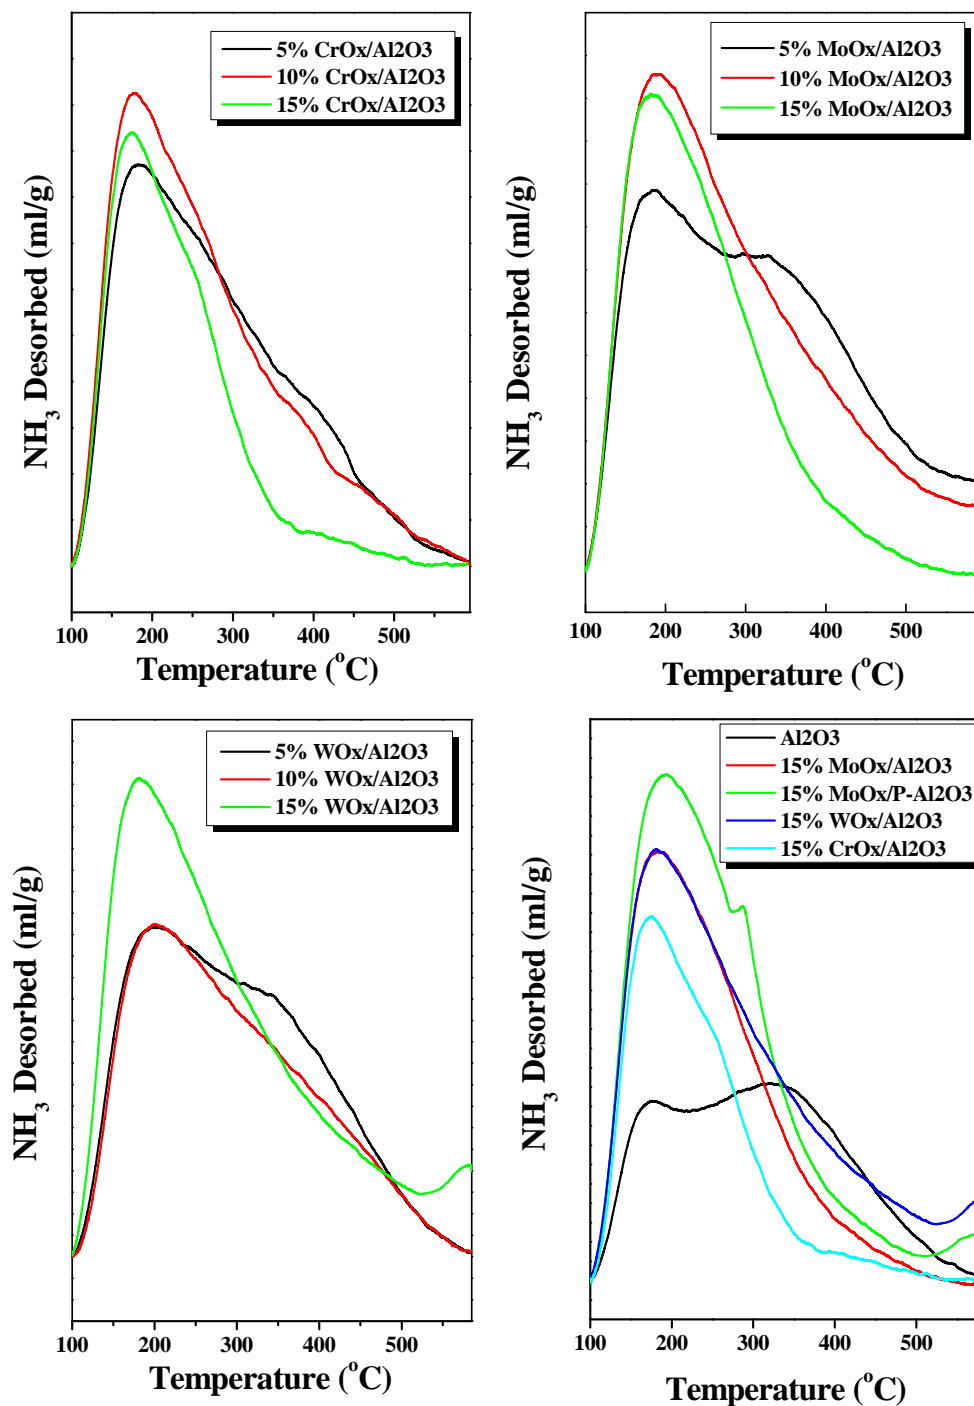 5% CrOx/Al2O3
10% CrOx/Al2O3
15% CrOx/Al2O3
NH3 Desorbed (ml/g)
100 200 300 400 500
Temperature (oC)
5% MoOx/Al2O3
10% MoOx/Al2O3
15% MoOx/Al2O3
NH3 Desorbed (ml/g)
100 200 300 400 500
Temperature (oC)
5% WOx/Al2O3
10% WOx/Al2O3
15% WOx/Al2O3
NH3 Desorbed (ml/g)
100 200 300 400 500
Temperature (oC)
Al2O3
15% MoOx/Al2O3
15% MoOx/P-Al2O3
15% WOx/Al2O3
15% CrOx/Al2O3
NH3 Desorbed (ml/g)
100 200 300 400 500
Temperature (oC)